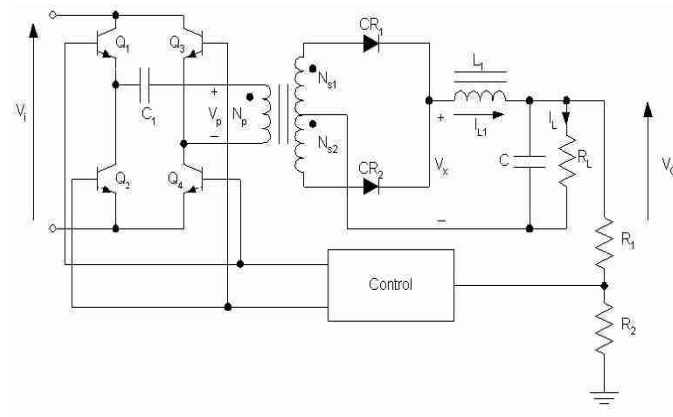 CR1
Q1
Q3
L1
Ns1
C1
Vi
Vp
Np
+
−
IL1
IL
RL
Ns2
+
Vx
C
Vo
Q2
Q4
CR2
−
R1
Control
R2